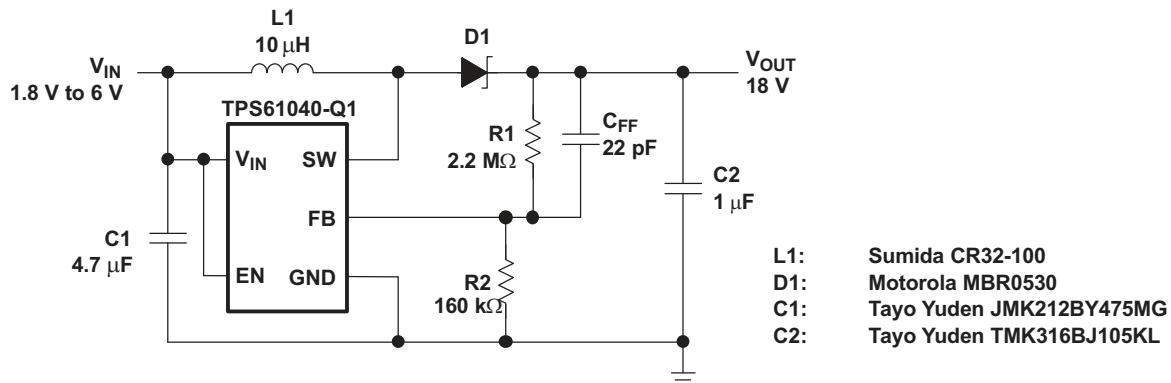 L1
10 μH
D1
V_IN
1.8 V to 6 V
V_OUT
18 V
TPS61040-Q1
V_IN
SW
FB
EN
GND
R1
2.2 MΩ
C_FF
22 pF
C2
1 μF
C1
4.7 μF
R2
160 kΩ
L1: Sumida CR32-100
D1: Motorola MBR0530
C1: Tayo Yuden JMK212BY475MG
C2: Tayo Yuden TMK316BJ105KL